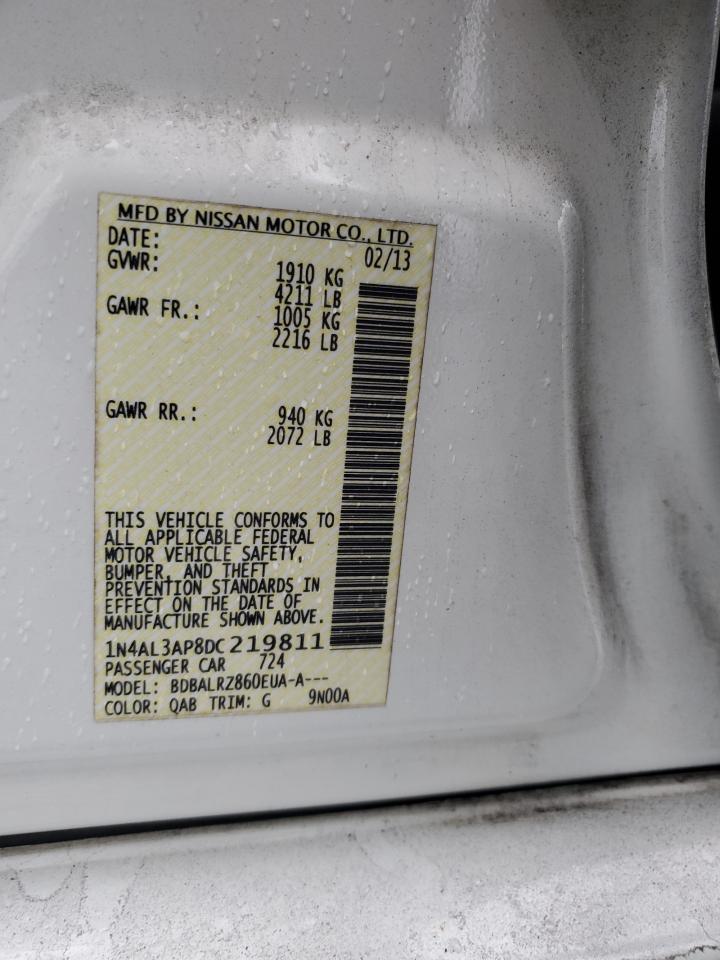 MFD BY NISSAN MOTOR CO., LTD.
DATE: 02/13
GVWR: 1910 KG
4211 LB
GAWR FR.: 1005 KG
2216 LB
GAWR RR.: 940 KG
2072 LB
THIS VEHICLE CONFORMS TO
ALL APPLICABLE FEDERAL
MOTOR VEHICLE SAFETY,
BUMPER, AND THEFT
PREVENTION STANDARDS IN
EFFECT ON THE DATE OF
MANUFACTURE SHOWN ABOVE.
1N4AL3AP8DC219811
PASSENGER CAR 724
MODEL: BDBALRZ860EUA-A---
COLOR: QAB TRIM: G 9N00A